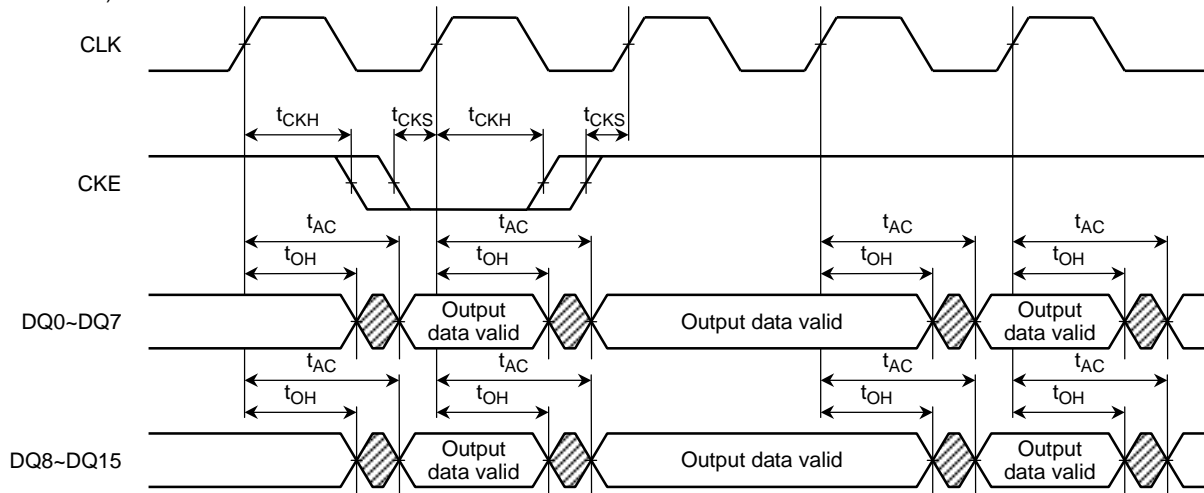 CLK
tCKH tCKS tCKH tCKS
CKE
tAC tAC tAC tAC
tOH tOH tOH tOH
DQ0~DQ7
Output data valid
Output data valid
Output data valid
tAC tAC tAC tAC
tOH tOH tOH tOH
DQ8~DQ15
Output data valid
Output data valid
Output data valid